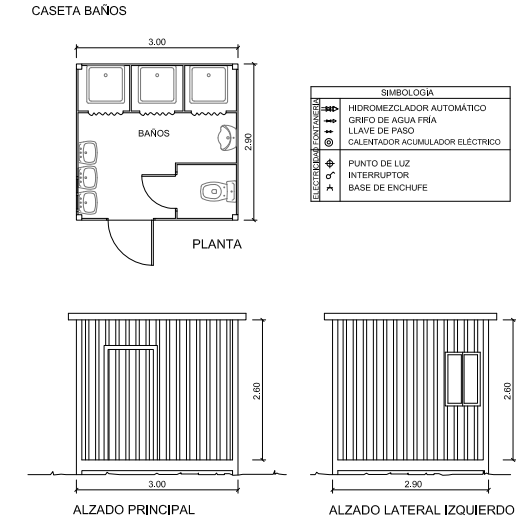 CASETA BAÑOS
3.00
BAÑOS
2.90
PLANTA
SIMBOLOGÍA
FONTANERÍA
HIDROMEZCLADOR AUTOMÁTICO
GRIFO DE AGUA FRÍA
LLAVE DE PASO
CALENTADOR ACUMULADOR ELÉCTRICO
ELECTRICIDAD
PUNTO DE LUZ
INTERRUPTOR
BASE DE ENCHUFE
2.60
3.00
ALZADO PRINCIPAL
2.60
2.90
ALZADO LATERAL IZQUIERDO